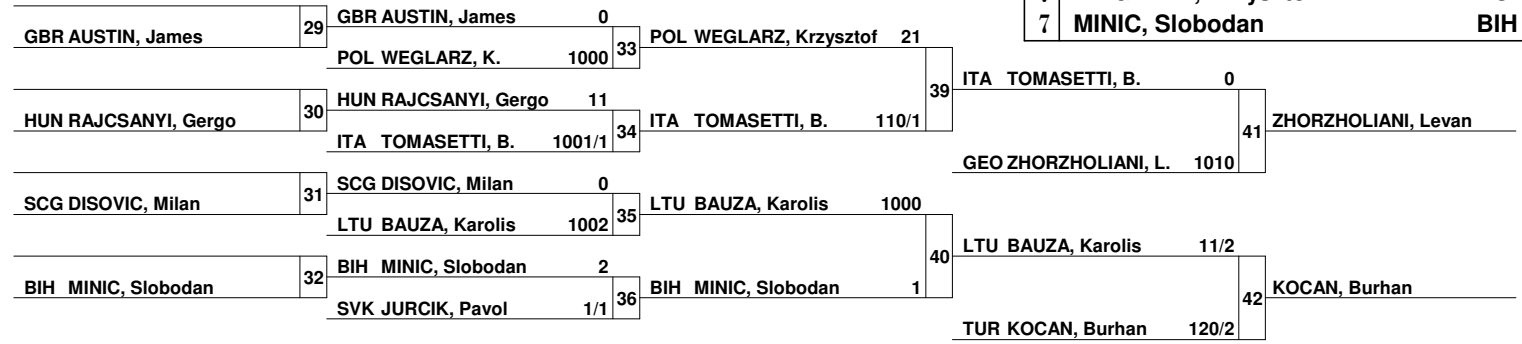 7 MINIC, Slobodan BIH
GBR AUSTIN, James
29
GBR AUSTIN, James 0
POL WEGLARZ, K. 1000
33
POL WEGLARZ, Krzysztof 21
HUN RAJCSANYI, Gergo
30
HUN RAJCSANYI, Gergo 11
ITA TOMASETTI, B. 1001/1
34
ITA TOMASETTI, B. 110/1
39
ITA TOMASETTI, B. 0
GEO ZHORZHOLIANI, L. 1010
41
ZHORZHOLIANI, Levan
SCG DISOVIC, Milan
31
SCG DISOVIC, Milan 0
LTU BAUZA, Karolis 1002
35
LTU BAUZA, Karolis 1000
BIH MINIC, Slobodan
32
BIH MINIC, Slobodan 2
SVK JURCIK, Pavol 1/1
36
BIH MINIC, Slobodan 1
40
LTU BAUZA, Karolis 11/2
TUR KOCAN, Burhan 120/2
42
KOCAN, Burhan